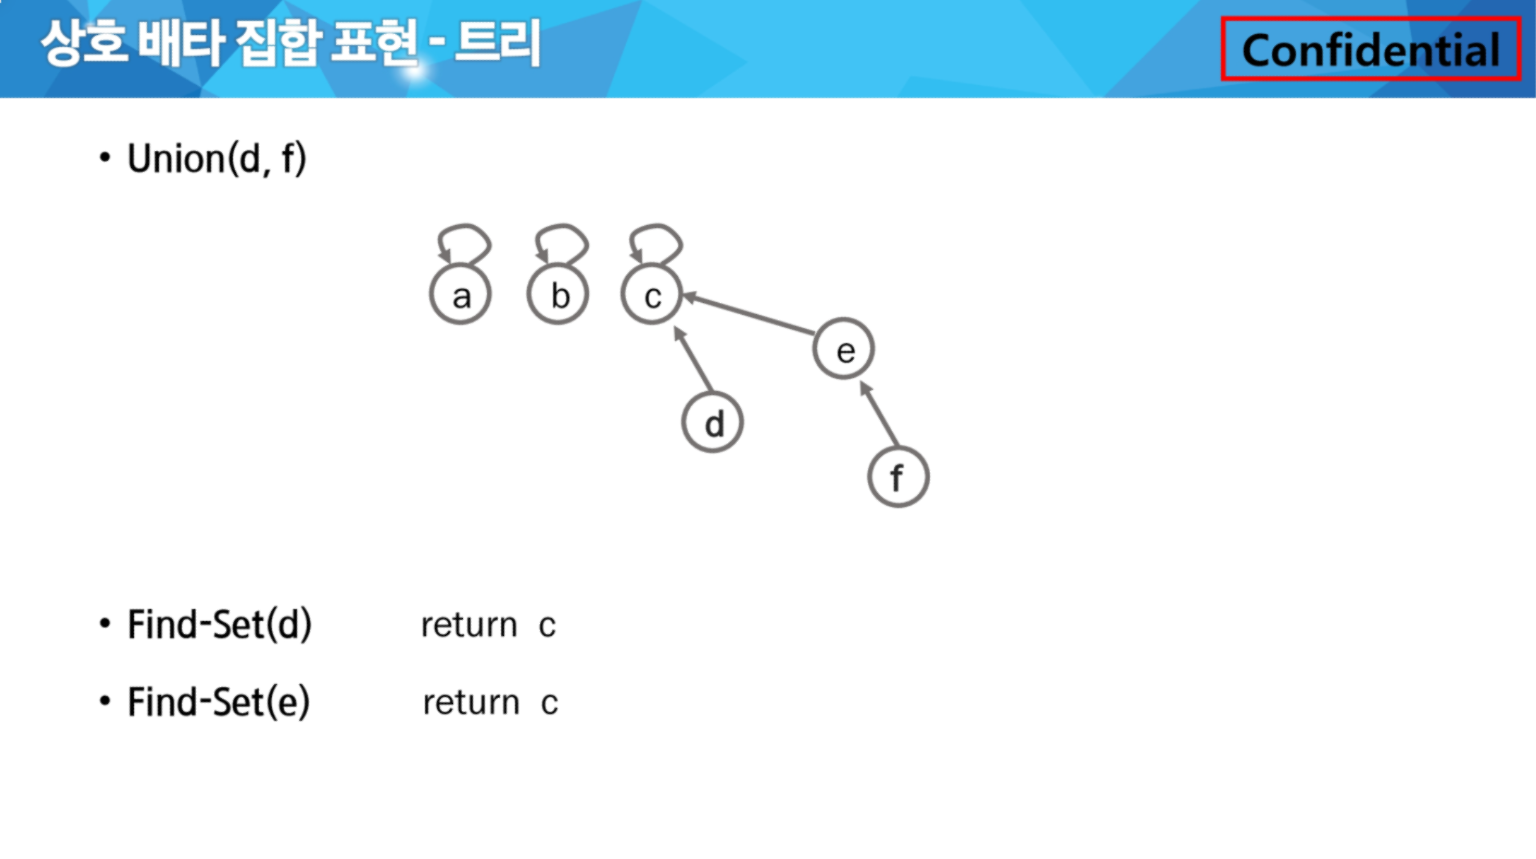 상호 배타 집합 표현 - 트리
Confidential
• Union(d, f)
a b c
e
d
f
• Find-Set(d) return c
• Find-Set(e) return c